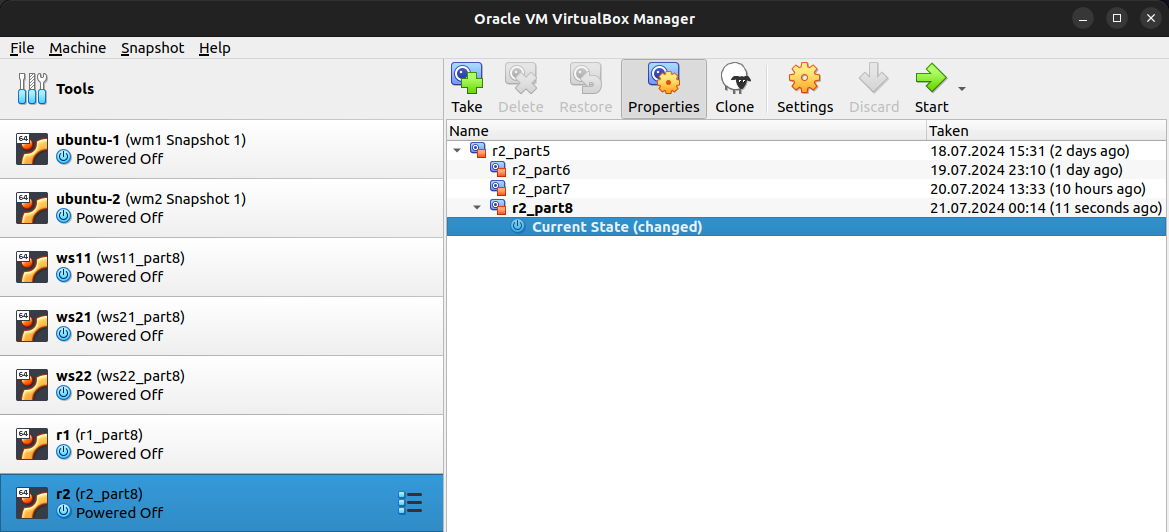 Oracle VM VirtualBox Manager
File Machine Snapshot Help
Tools
64
ubuntu-1 (wm1 Snapshot 1)
Powered Off
64
ubuntu-2 (wm2 Snapshot 1)
Powered Off
64
ws11 (ws11_part8)
Powered Off
64
ws21 (ws21_part8)
Powered Off
64
ws22 (ws22_part8)
Powered Off
64
r1 (r1_part8)
Powered Off
64
r2 (r2_part8)
Powered Off
Take Delete Restore Properties Clone Settings Discard Start
Name Taken
r2_part5 18.07.2024 15:31 (2 days ago)
r2_part6 19.07.2024 23:10 (1 day ago)
r2_part7 20.07.2024 13:33 (10 hours ago)
r2_part8 21.07.2024 00:14 (11 seconds ago)
Current State (changed)